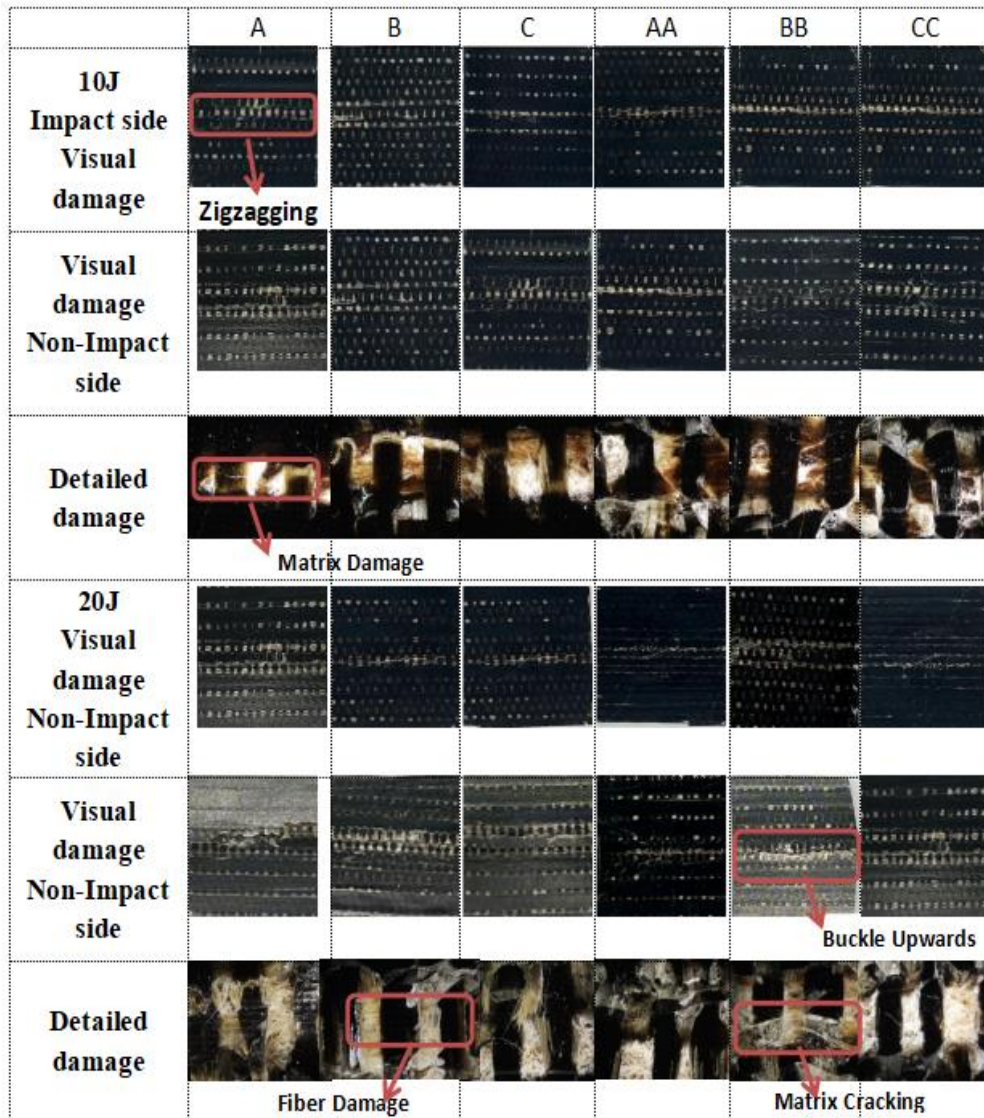 A B C AA BB CC
10J
Impact side
Visual
damage
Zigzagging
Visual
damage
Non-Impact
side
Detailed
damage
Matrix Damage
20J
Visual
damage
Non-Impact
side
Visual
damage
Non-Impact
side
Buckle Upwards
Detailed
damage
Fiber Damage
Matrix Cracking